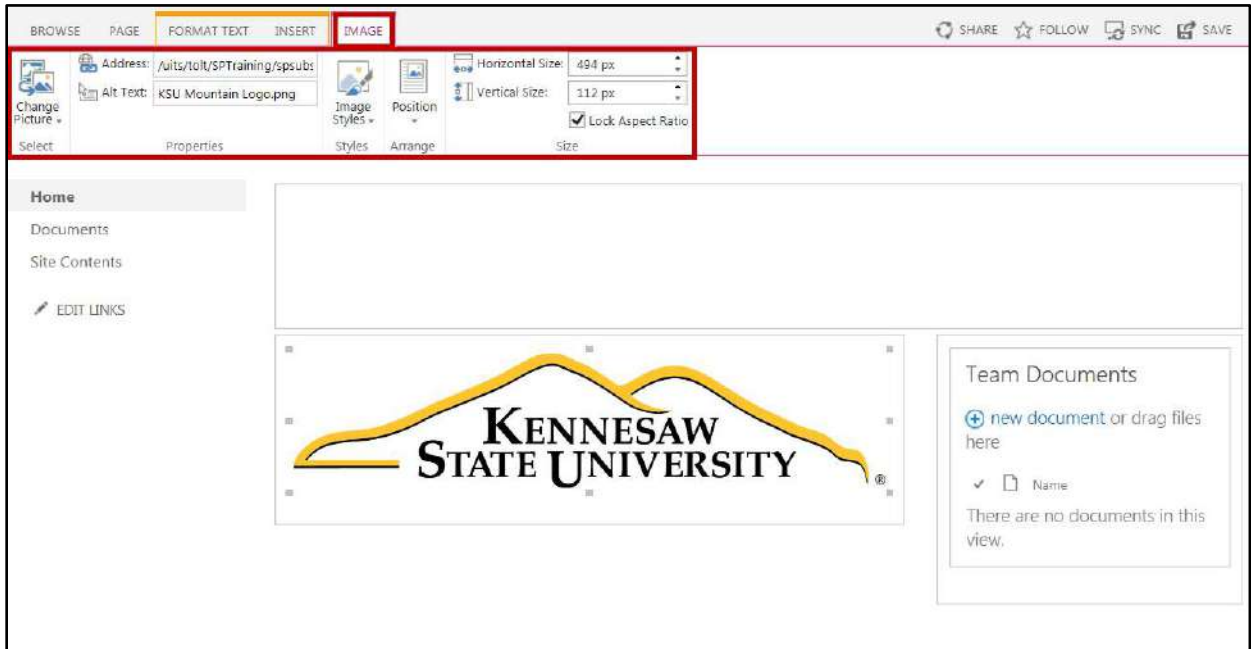 BROWSE PAGE FORMAT TEXT INSERT IMAGE SHARE FOLLOW SYNC SAVE
Change
Picture
Select
Address: /uits/tolt/SPTraining/spsubs
Alt Text: KSU Mountain Logo.png
Properties
Image
Styles
Styles
Position
Arrange
Horizontal Size: 494 px
Vertical Size: 112 px
Lock Aspect Ratio
Size
Home
Documents
Site Contents
EDIT LINKS
KENNESAW
STATE UNIVERSITY ®
Team Documents
new document or drag files
here
Name
There are no documents in this
view.